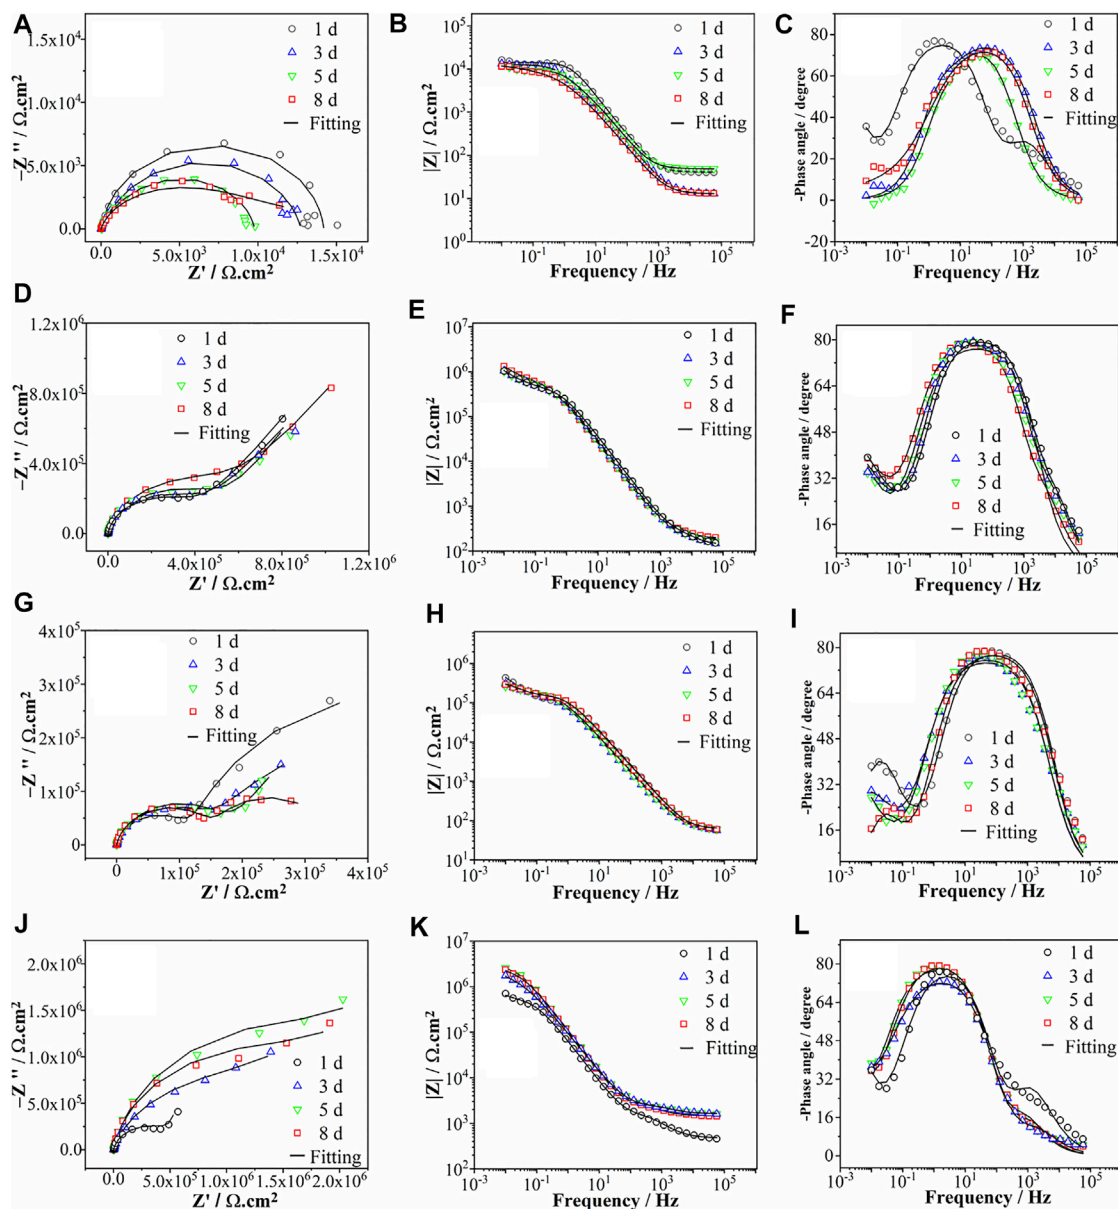 A
1.5x10⁴
1.0x10⁴
5.0x10³
0.0
−Z'' / Ω.cm²
1 d
3 d
5 d
8 d
Fitting
0.0
5.0x10³
1.0x10⁴
1.5x10⁴
Z' / Ω.cm²
B
10⁵
10⁴
10³
10²
10¹
10⁰
|Z| / Ω.cm²
1 d
3 d
5 d
8 d
Fitting
10⁻³
10⁻¹
10¹
10³
10⁵
Frequency / Hz
C
80
60
40
20
0
-20
-Phase angle / degree
1 d
3 d
5 d
8 d
Fitting
10⁻³
10⁻¹
10¹
10³
10⁵
Frequency / Hz
D
1.2x10⁶
8.0x10⁵
4.0x10⁵
0.0
−Z'' / Ω.cm²
1 d
3 d
5 d
8 d
Fitting
0.0
4.0x10⁵
8.0x10⁵
1.2x10⁶
Z' / Ω.cm²
E
10⁷
10⁶
10⁵
10⁴
10³
10²
|Z| / Ω.cm²
1 d
3 d
5 d
8 d
Fitting
10⁻³
10⁻¹
10¹
10³
10⁵
Frequency / Hz
F
80
64
48
32
16
-Phase angle / degree
1 d
3 d
5 d
8 d
Fitting
10⁻³
10⁻¹
10¹
10³
10⁵
Frequency / Hz
G
4x10⁵
3x10⁵
2x10⁵
1x10⁵
0
−Z'' / Ω.cm²
1 d
3 d
5 d
8 d
Fitting
0
1x10⁵
2x10⁵
3x10⁵
4x10⁵
Z' / Ω.cm²
H
10⁶
10⁵
10⁴
10³
10²
10¹
|Z| / Ω.cm²
1 d
3 d
5 d
8 d
Fitting
10⁻³
10⁻¹
10¹
10³
10⁵
Frequency / Hz
I
80
64
48
32
16
-Phase angle / degree
1 d
3 d
5 d
8 d
Fitting
10⁻³
10⁻¹
10¹
10³
10⁵
Frequency / Hz
J
2.0x10⁶
1.5x10⁶
1.0x10⁶
5.0x10⁵
0.0
−Z'' / Ω.cm²
1 d
3 d
5 d
8 d
Fitting
0.0
5.0x10⁵
1.0x10⁶
1.5x10⁶
2.0x10⁶
Z' / Ω.cm²
K
10⁷
10⁶
10⁵
10⁴
10³
10²
|Z| / Ω.cm²
1 d
3 d
5 d
8 d
Fitting
10⁻³
10⁻¹
10¹
10³
10⁵
Frequency / Hz
L
80
64
48
32
16
0
-Phase angle / degree
1 d
3 d
5 d
8 d
Fitting
10⁻³
10⁻¹
10¹
10³
10⁵
Frequency / Hz